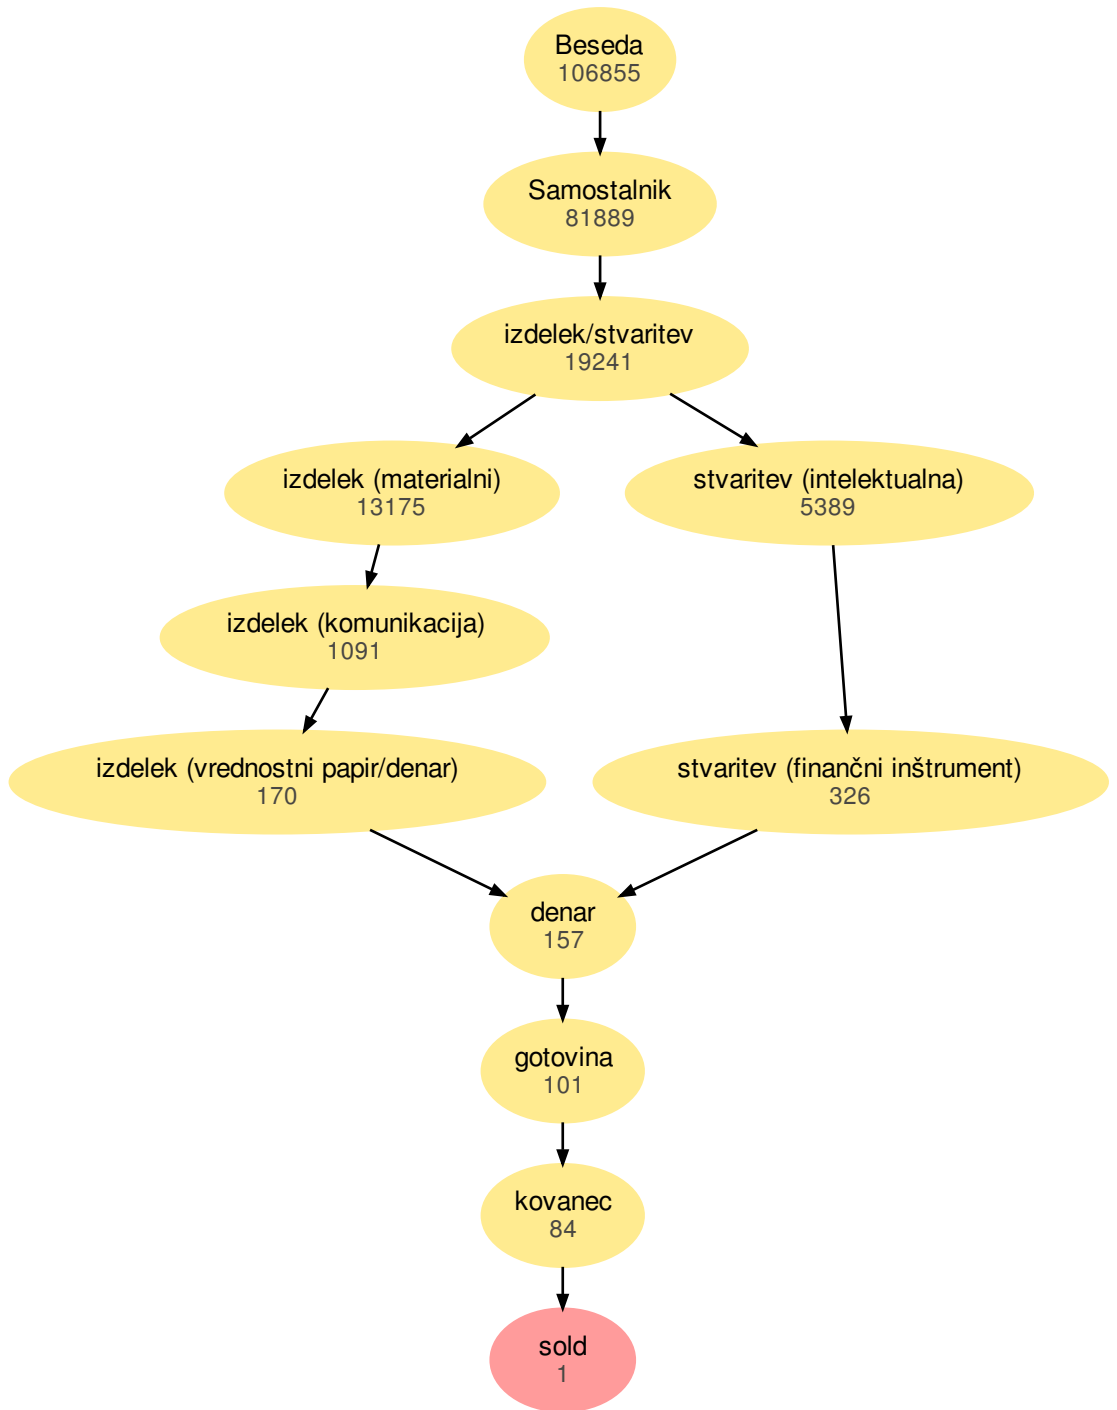 Beseda
106855
Samostalnik
81889
izdelek/stvaritev
19241
izdelek (materialni)
13175
stvaritev (intelektualna)
5389
izdelek (komunikacija)
1091
izdelek (vrednostni papir/denar)
170
stvaritev (finančni inštrument)
326
denar
157
gotovina
101
kovanec
84
sold
1